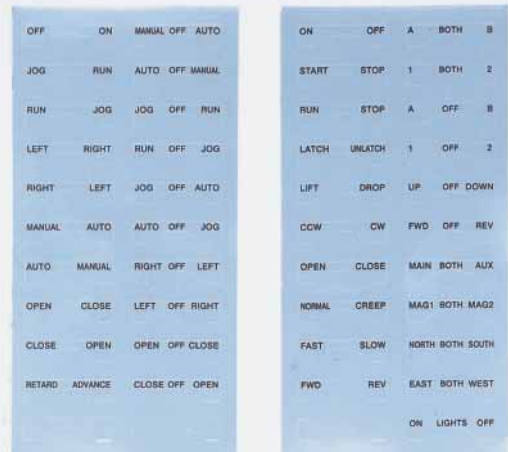 OFF ON MANUAL OFF AUTO
JOG RUN AUTO OFF MANUAL
RUN JOG JOG OFF RUN
LEFT RIGHT RUN OFF JOG
RIGHT LEFT JOG OFF AUTO
MANUAL AUTO AUTO OFF JOG
AUTO MANUAL RIGHT OFF LEFT
OPEN CLOSE LEFT OFF RIGHT
CLOSE OPEN OPEN OFF CLOSE
RETARD ADVANCE CLOSE OFF OPEN
ON OFF A BOTH B
START STOP 1 BOTH 2
RUN STOP A OFF B
LATCH UNLATCH 1 OFF 2
LIFT DROP UP OFF DOWN
CCW CW FWD OFF REV
OPEN CLOSE MAIN BOTH AUX
NORMAL CREEP MAG1 BOTH MAG2
FAST SLOW NORTH BOTH SOUTH
FWD REV EAST BOTH WEST
ON LIGHTS OFF